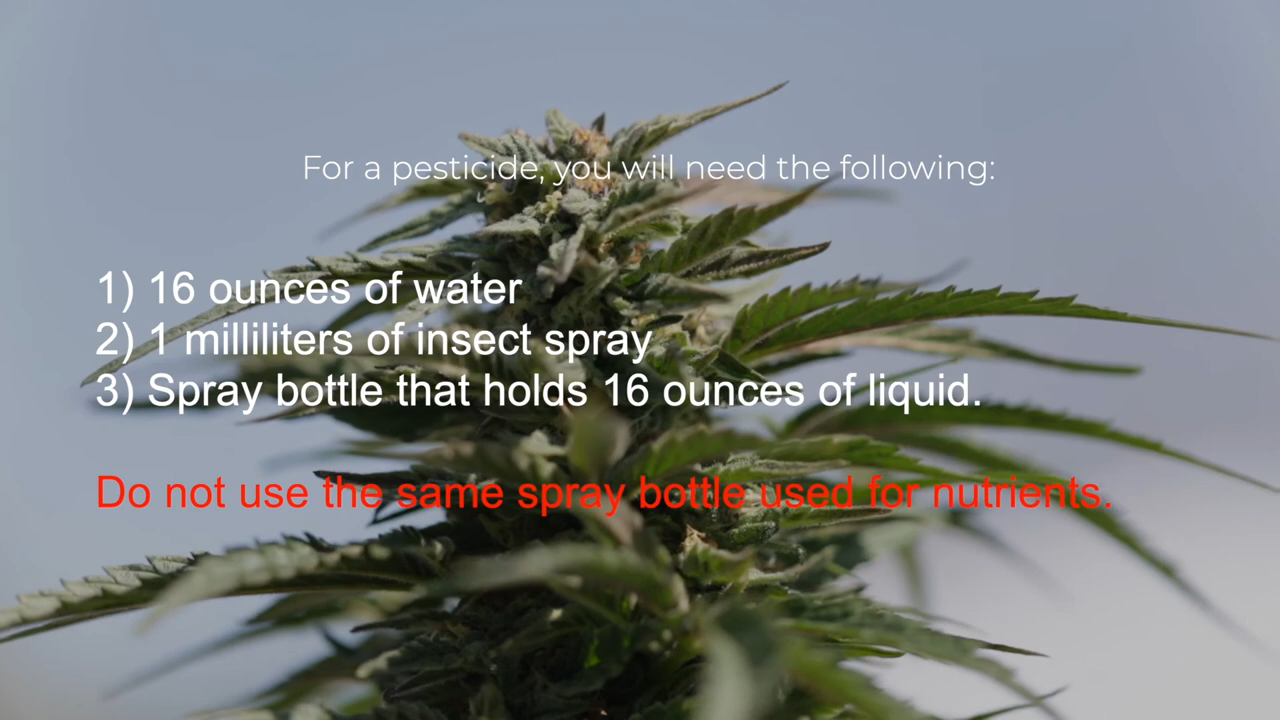 For a pesticide, you will need the following:
1) 16 ounces of water
2) 1 milliliters of insect spray
3) Spray bottle that holds 16 ounces of liquid.
Do not use the same spray bottle used for nutrients.